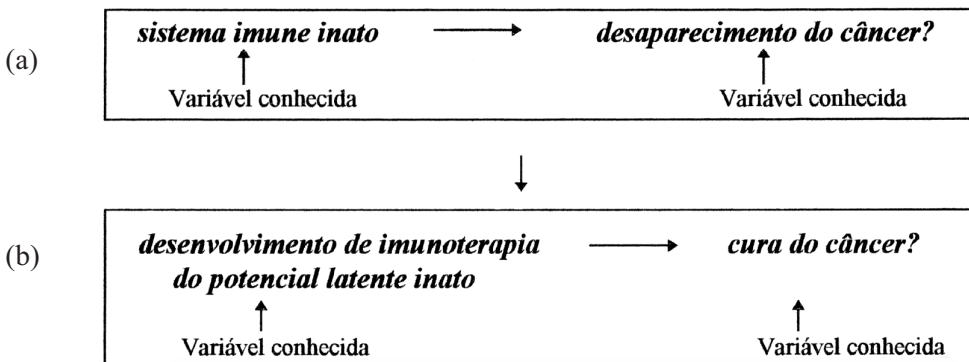 (a)
sistema imune inato desaparecimento do câncer?
Variável conhecida Variável conhecida
(b)
desenvolvimento de imunoterapia cura do câncer?
do potencial latente inato
Variável conhecida Variável conhecida